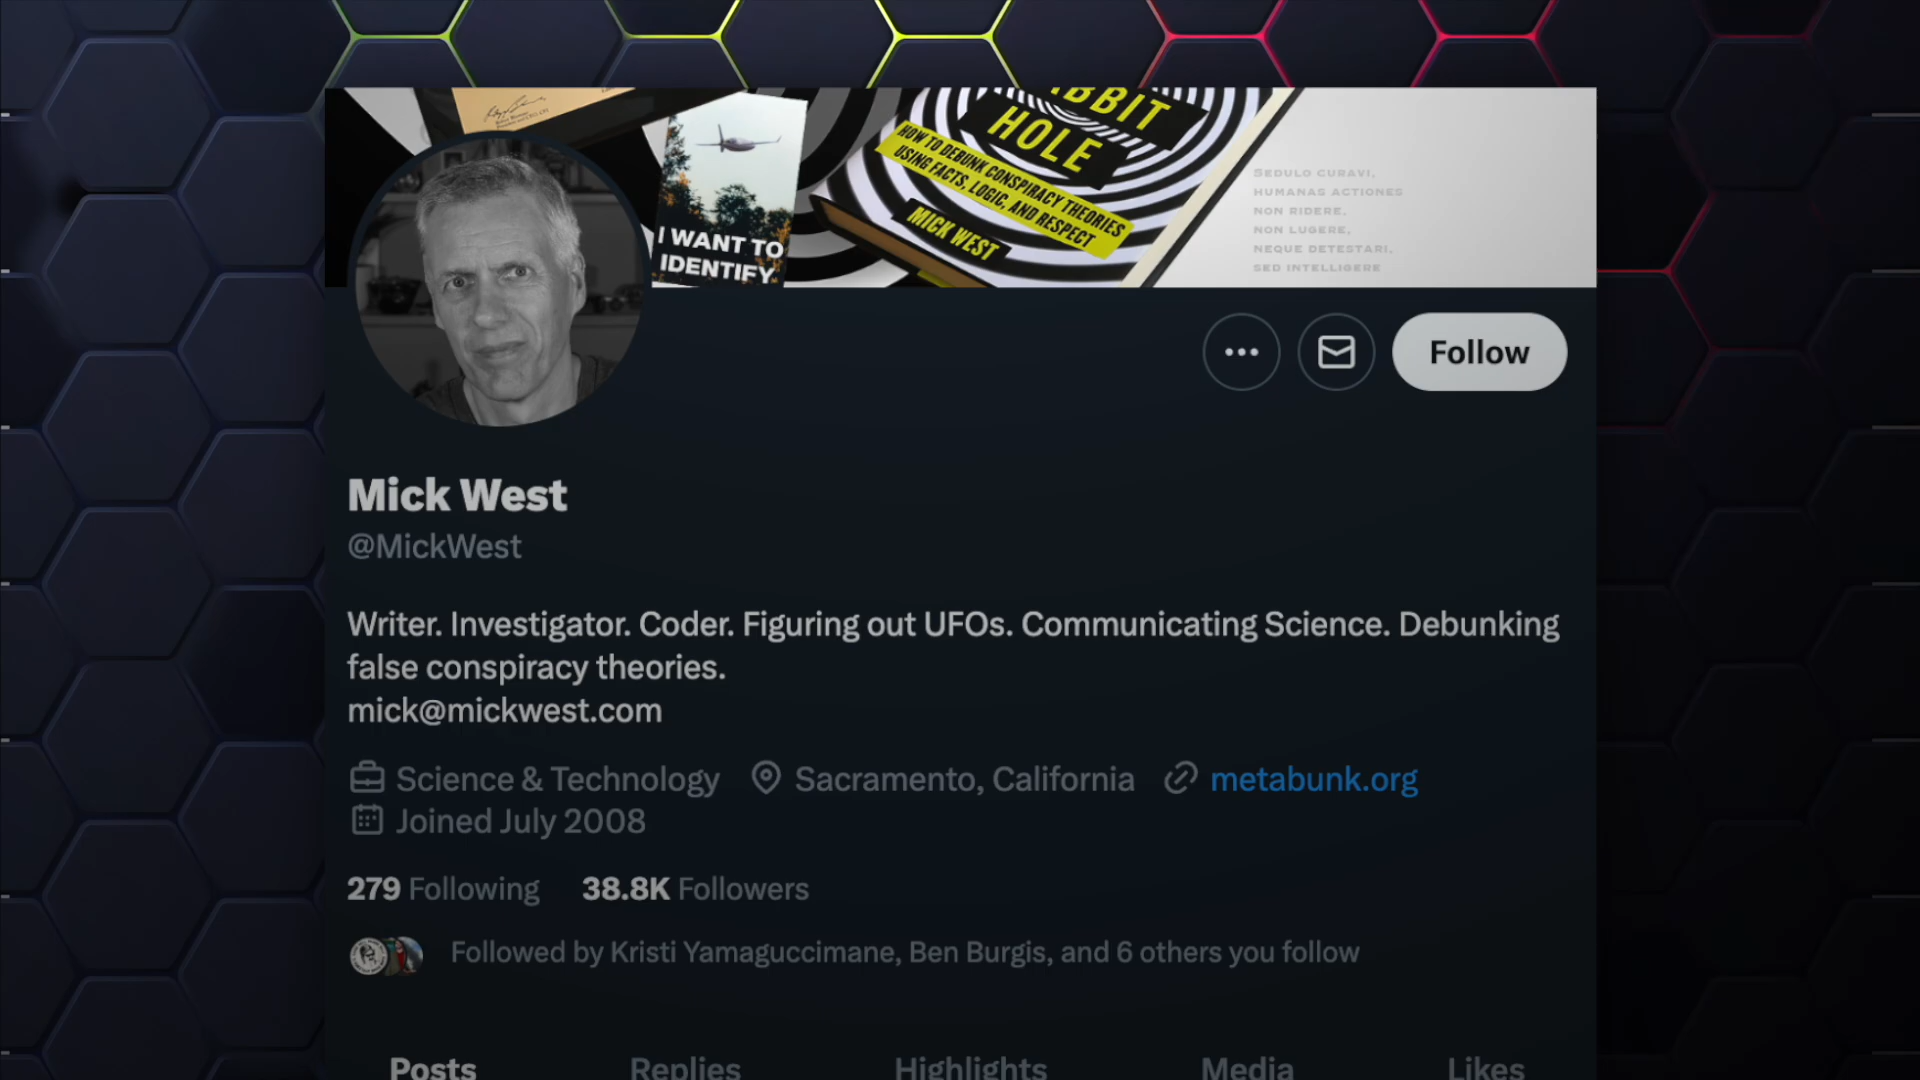 BBIT
HOLE
HOW TO DEBUNK CONSPIRACY THEORIES
USING FACTS, LOGIC, AND RESPECT
MICK WEST
I WANT TO
IDENTIFY
SEDULO CURAVI,
HUMANAS ACTIONES
NON RIDERE,
NON LUGERE,
NEQUE DETESTARI,
SED INTELLIGERE
Follow
Mick West
@MickWest
Writer. Investigator. Coder. Figuring out UFOs. Communicating Science. Debunking
false conspiracy theories.
mick@mickwest.com
Science & Technology Sacramento, California metabunk.org
Joined July 2008
279 Following 38.8K Followers
Followed by Kristi Yamaguccimane, Ben Burgis, and 6 others you follow
Posts Replies Highlights Media Likes